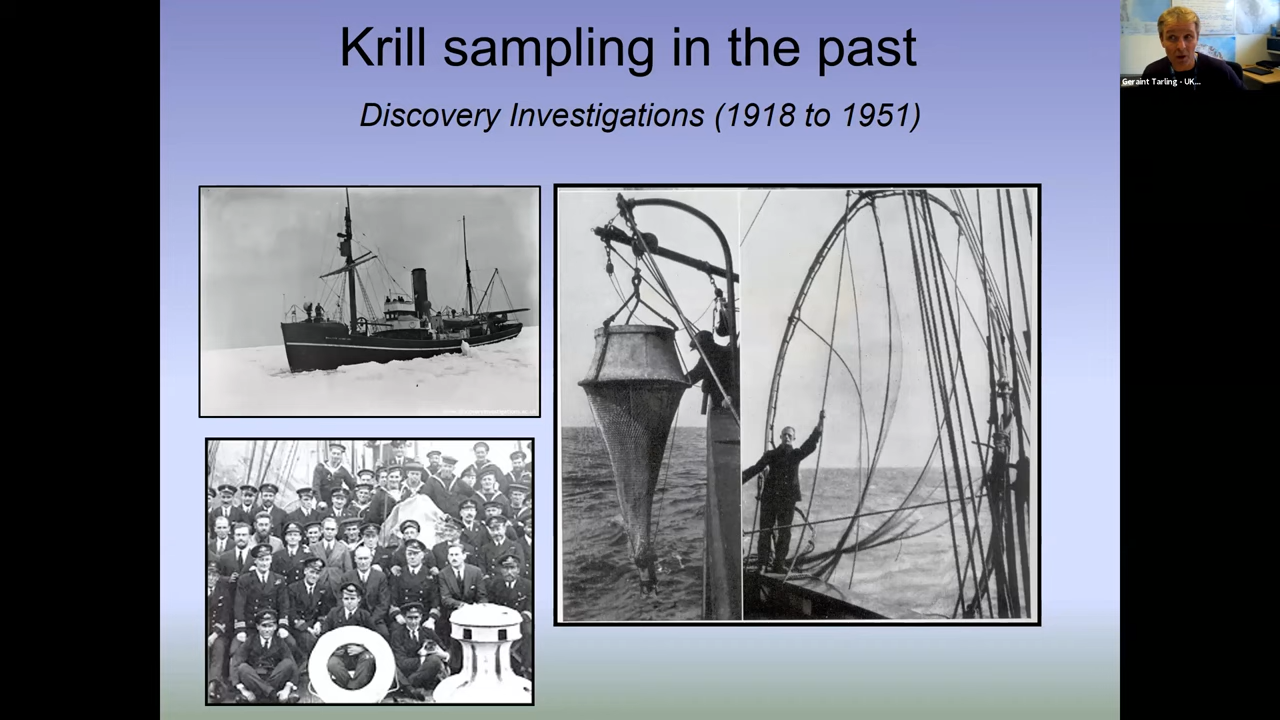 Krill sampling in the past
Discovery Investigations (1918 to 1951)
Geraint Tarling - UK...